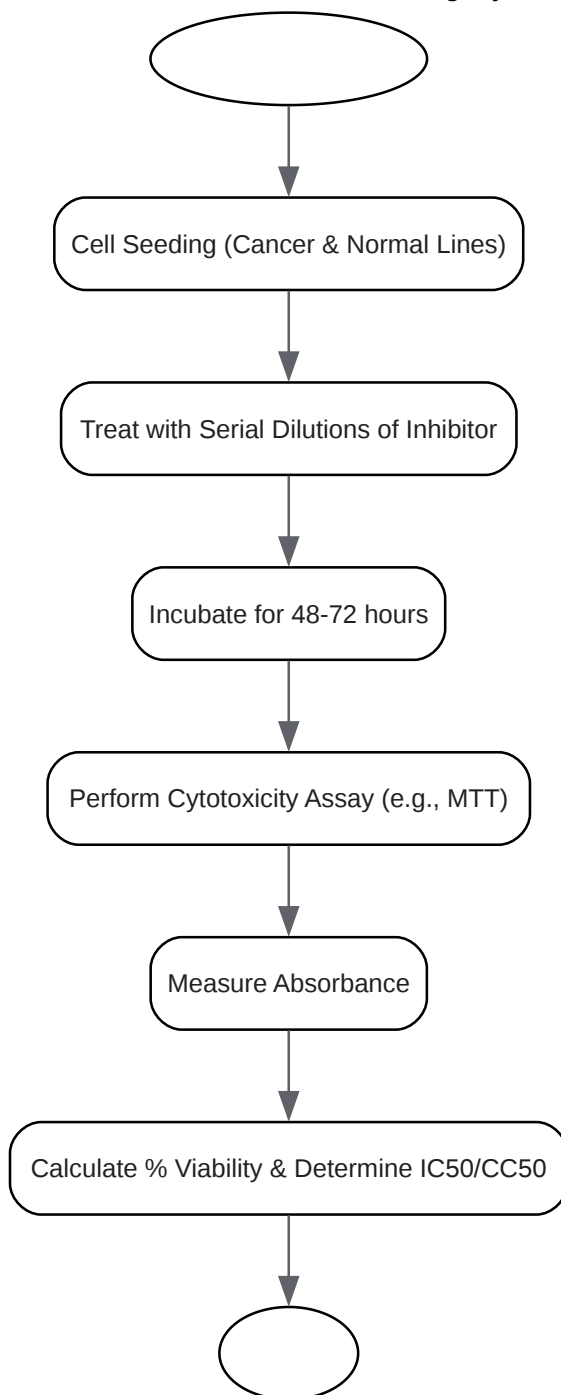 Cell Seeding (Cancer & Normal Lines)
Treat with Serial Dilutions of Inhibitor
Incubate for 48-72 hours
Perform Cytotoxicity Assay (e.g., MTT)
Measure Absorbance
Calculate % Viability & Determine IC50/CC50